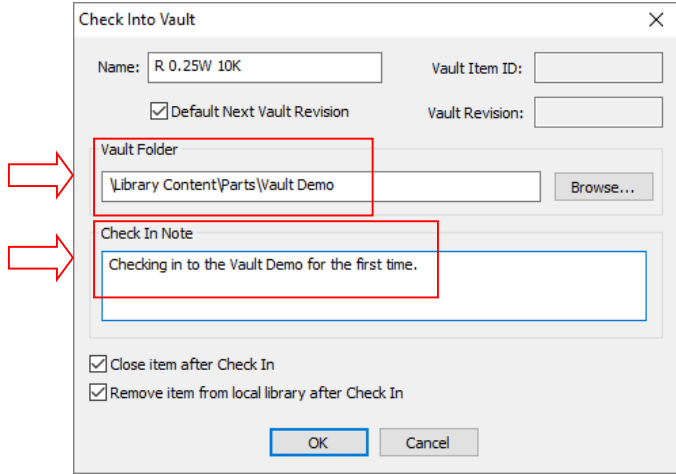 Check Into Vault
Name: R 0.25W 10K Vault Item ID:
Default Next Vault Revision Vault Revision:
Vault Folder
\Library Content\Parts\Vault Demo Browse...
Check In Note
Checking in to the Vault Demo for the first time.
Close item after Check In
Remove item from local library after Check In
OK Cancel